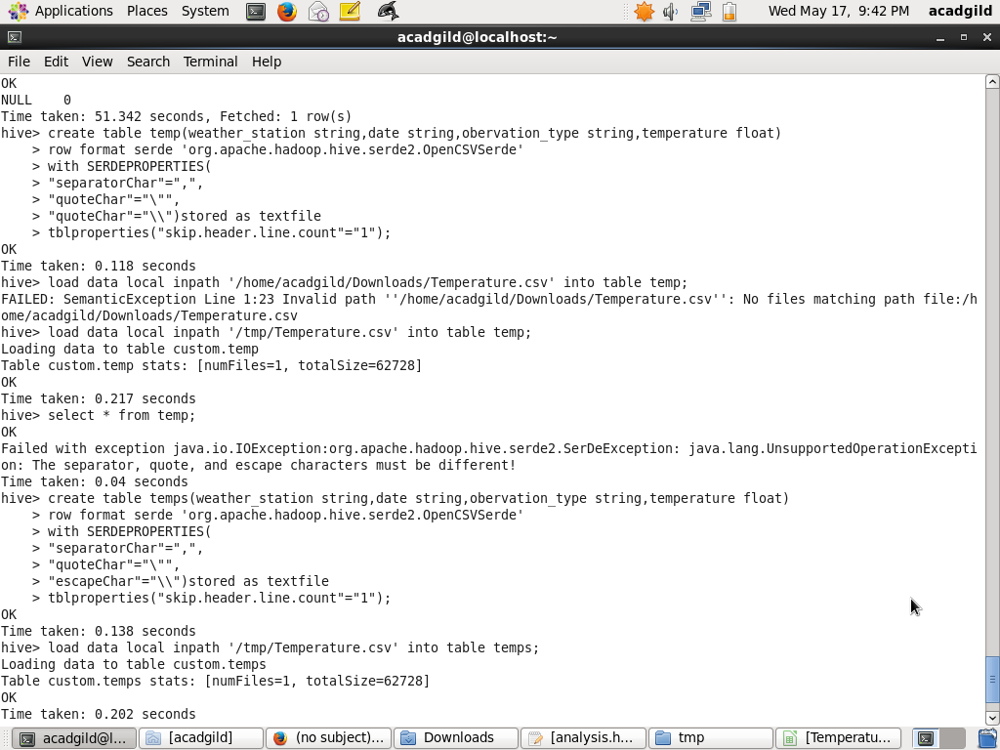 Applications Places System Wed May 17, 9:42 PM acadgild
acadgild@localhost:~
File Edit View Search Terminal Help
OK
NULL    0
Time taken: 51.342 seconds, Fetched: 1 row(s)
hive> create table temp(weather_station string,date string,obervation_type string,temperature float)
    > row format serde 'org.apache.hadoop.hive.serde2.OpenCSVSerde'
    > with SERDEPROPERTIES(
    > "separatorChar"=",",
    > "quoteChar"="\"",
    > "quoteChar"="\\")stored as textfile
    > tblproperties("skip.header.line.count"="1");
OK
Time taken: 0.118 seconds
hive> load data local inpath '/home/acadgild/Downloads/Temperature.csv' into table temp;
FAILED: SemanticException Line 1:23 Invalid path ''/home/acadgild/Downloads/Temperature.csv'': No files matching path file:/h
ome/acadgild/Downloads/Temperature.csv
hive> load data local inpath '/tmp/Temperature.csv' into table temp;
Loading data to table custom.temp
Table custom.temp stats: [numFiles=1, totalSize=62728]
OK
Time taken: 0.217 seconds
hive> select * from temp;
OK
Failed with exception java.io.IOException:org.apache.hadoop.hive.serde2.SerDeException: java.lang.UnsupportedOperationExcepti
on: The separator, quote, and escape characters must be different!
Time taken: 0.04 seconds
hive> create table temps(weather_station string,date string,obervation_type string,temperature float)
    > row format serde 'org.apache.hadoop.hive.serde2.OpenCSVSerde'
    > with SERDEPROPERTIES(
    > "separatorChar"=",",
    > "quoteChar"="\"",
    > "escapeChar"="\\")stored as textfile
    > tblproperties("skip.header.line.count"="1");
OK
Time taken: 0.138 seconds
hive> load data local inpath '/tmp/Temperature.csv' into table temps;
Loading data to table custom.temps
Table custom.temps stats: [numFiles=1, totalSize=62728]
OK
Time taken: 0.202 seconds
acadgild@l... [acadgild] (no subject)... Downloads [analysis.h... tmp [Temperatu...